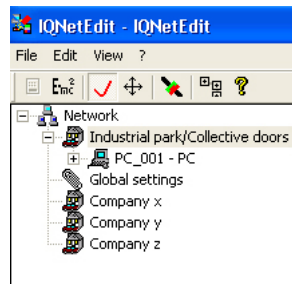 IQNetEdit - IQNetEdit
File Edit View ?
Network
Industrial park/Collective doors
PC_001 - PC
Global settings
Company x
Company y
Company z